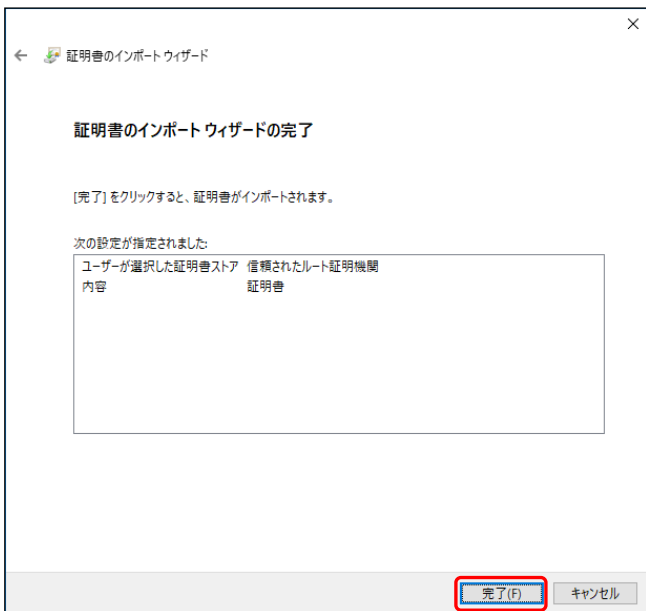 証明書のインポート ウィザード
証明書のインポート ウィザードの完了
[完了] をクリックすると、証明書がインポートされます。
次の設定が指定されました:
ユーザーが選択した証明書ストア 信頼されたルート証明機関
内容 証明書
完了(F) キャンセル